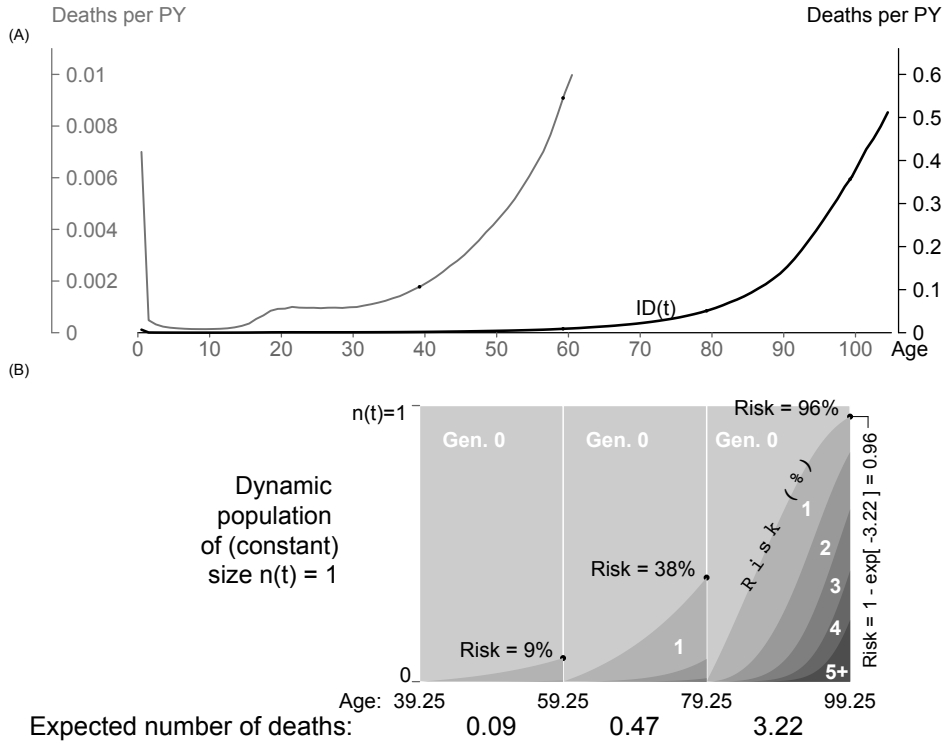 Deaths per PY
Deaths per PY
(A)
0.01
0.008
0.006
0.004
0.002
0
0.6
0.5
0.4
0.3
0.2
0.1
0
ID(t)
0 10 20 30 40 50 60 70 80 90 100 Age
(B)
n(t)=1
0
Dynamic
population
of (constant)
size n(t) = 1
Gen. 0
Gen. 0
Gen. 0
Risk = 9%
Risk = 38%
Risk = 96%
Risk (%)
1
1
2
3
4
5+
Risk = 1 - exp[ -3.22 ] = 0.96
Age: 39.25 59.25 79.25 99.25
Expected number of deaths: 0.09 0.47 3.22